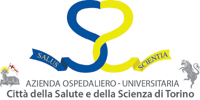 SALUS SCIENTIA
AZIENDA OSPEDALIERO - UNIVERSITARIA
Città della Salute e della Scienza di Torino